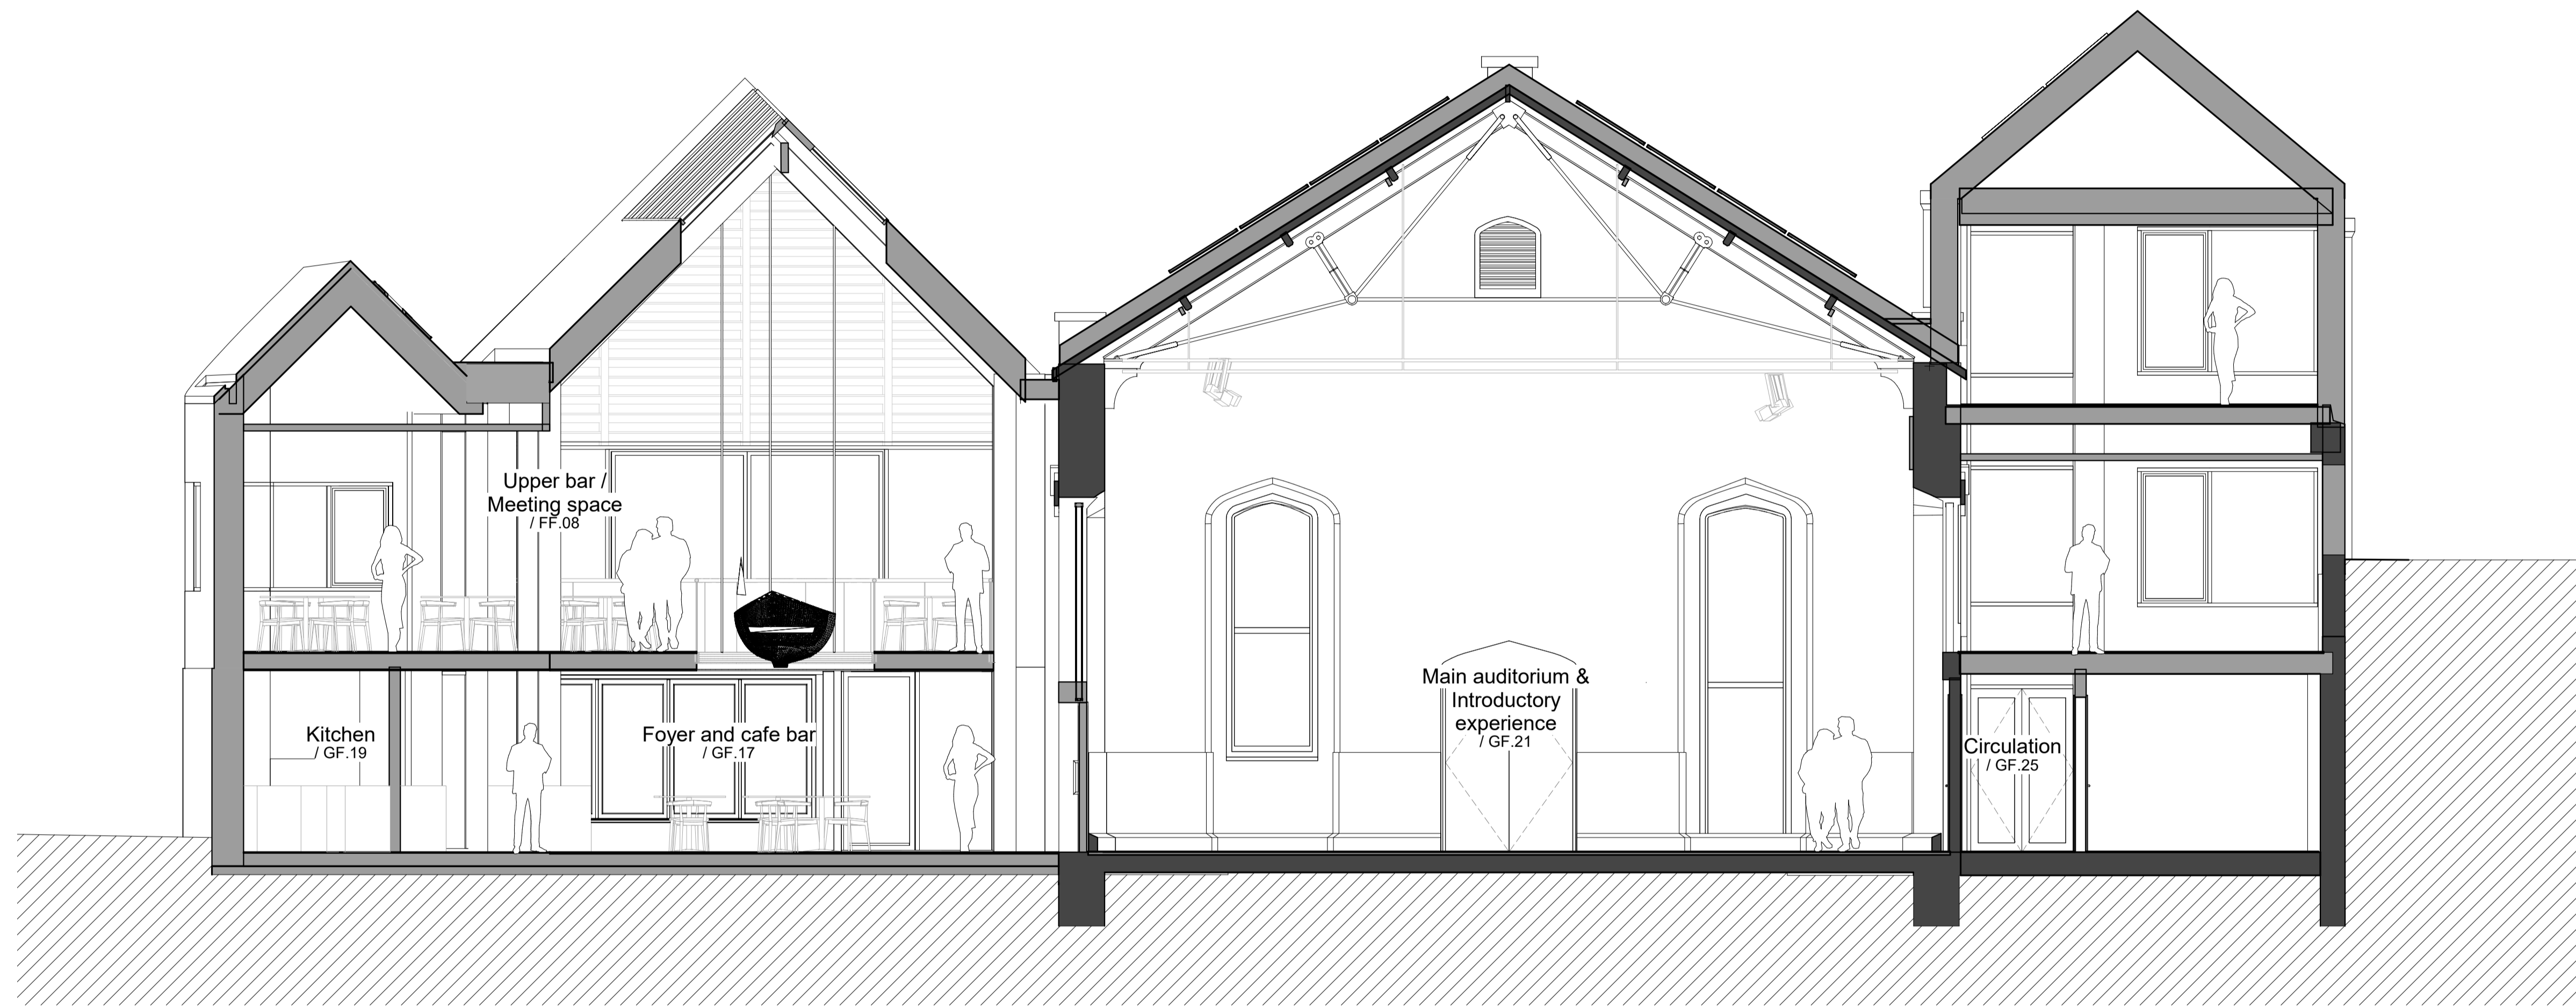 Upper bar /
Meeting space
/ FF.08
Kitchen
/ GF.19
Foyer and cafe bar
/ GF.17
Main auditorium &
Introductory
experience
/ GF.21
Circulation
/ GF.25